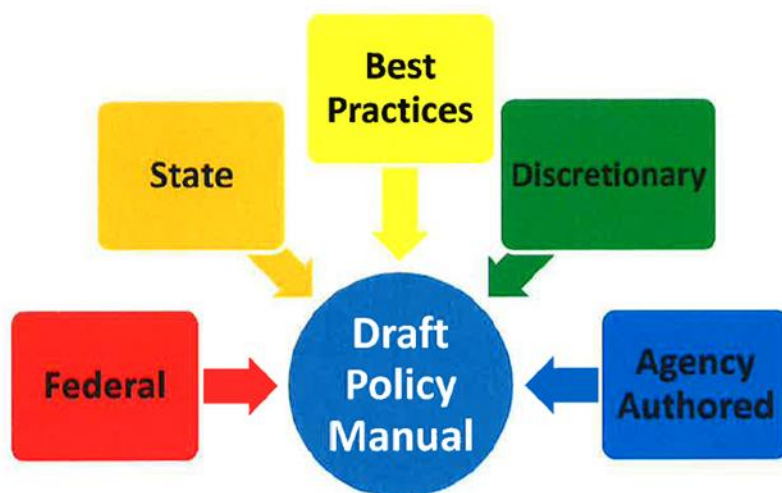 Best
Practices
State
Discretionary
Federal
Draft
Policy
Manual
Agency
Authored